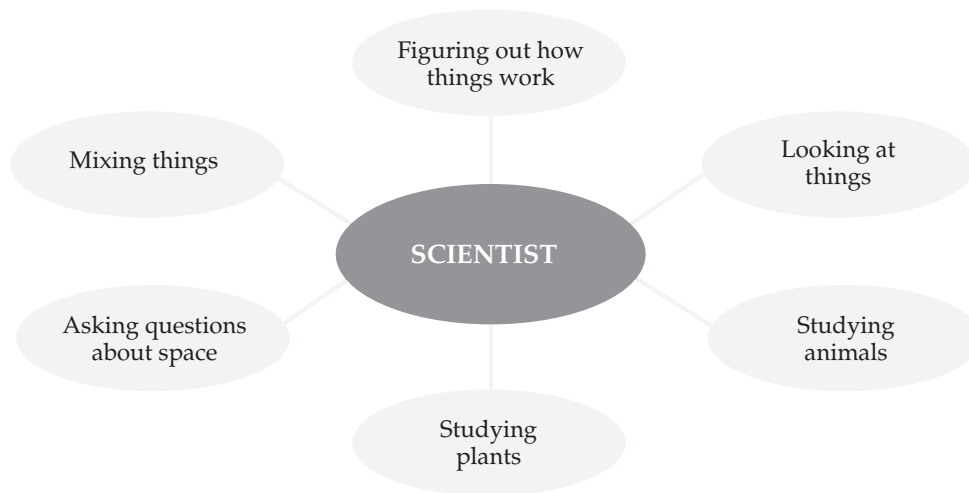 Figuring out how
things work
Mixing things
Looking at
things
SCIENTIST
Asking questions
about space
Studying
animals
Studying
plants